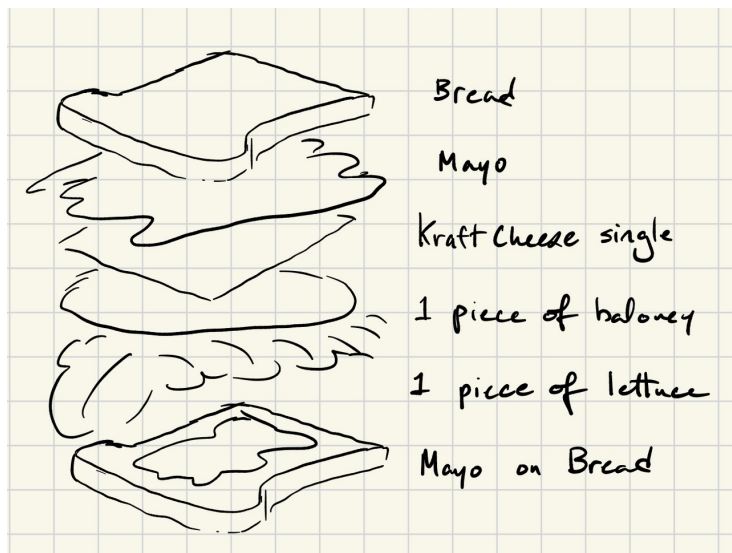 Bread
Mayo
Kraft Cheese single
1 piece of baloney
1 piece of lettuce
Mayo on Bread